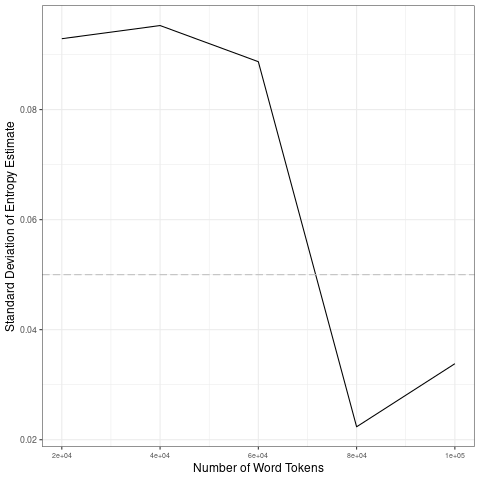 Standard Deviation of Entropy Estimate
0.08
0.06
0.04
0.02
2e+04 4e+04 6e+04 8e+04 1e+05
Number of Word Tokens